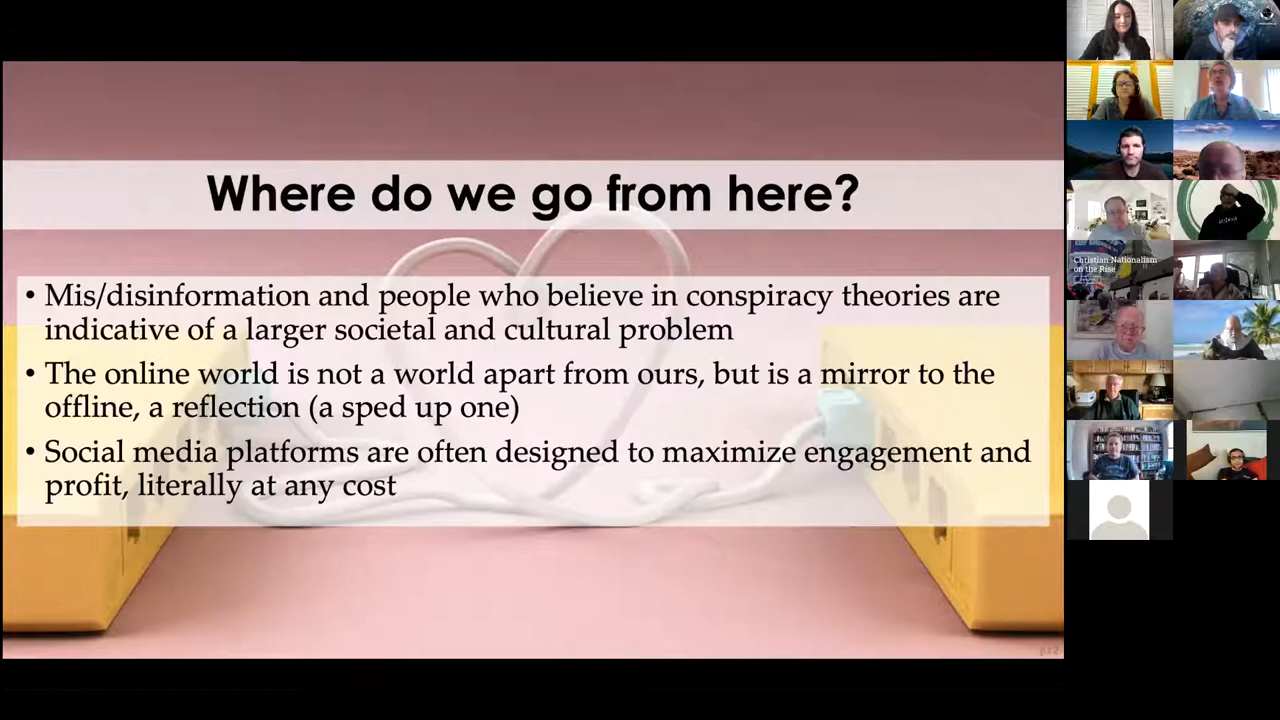 Where do we go from here?
• Mis/disinformation and people who believe in conspiracy theories are
indicative of a larger societal and cultural problem
• The online world is not a world apart from ours, but is a mirror to the
offline, a reflection (a sped up one)
• Social media platforms are often designed to maximize engagement and
profit, literally at any cost
Christian Nationalism
on the Rise